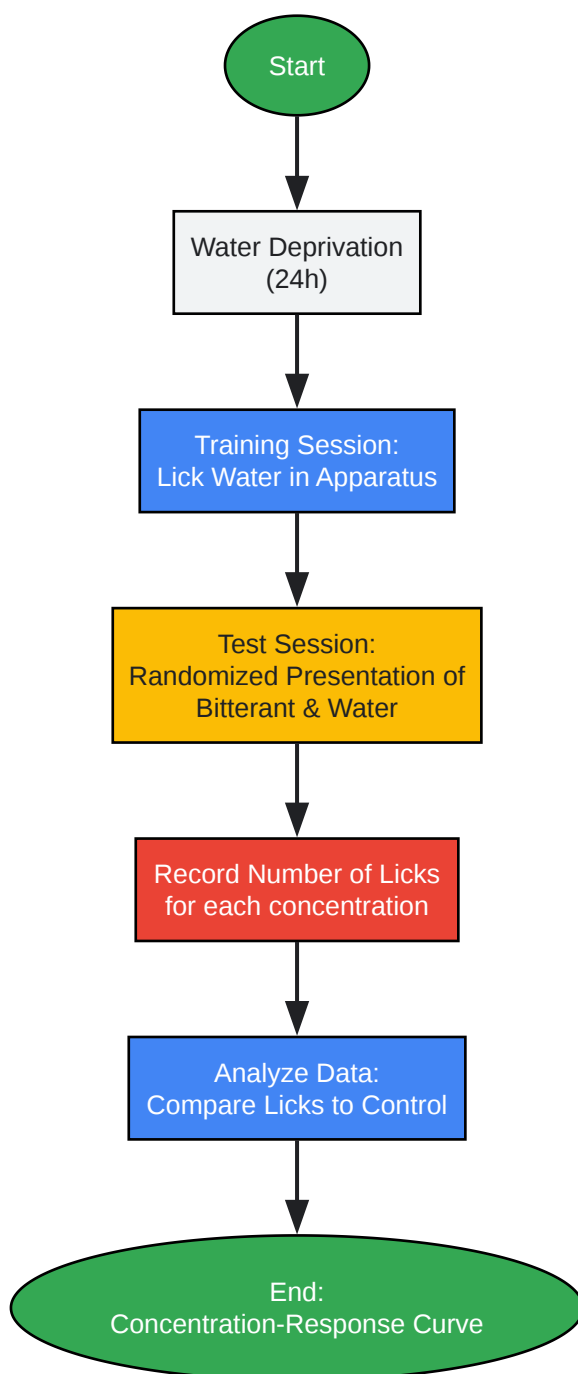 Start
Water Deprivation
(24h)
Training Session:
Lick Water in Apparatus
Test Session:
Randomized Presentation of
Bitterant & Water
Record Number of Licks
for each concentration
Analyze Data:
Compare Licks to Control
End:
Concentration-Response Curve